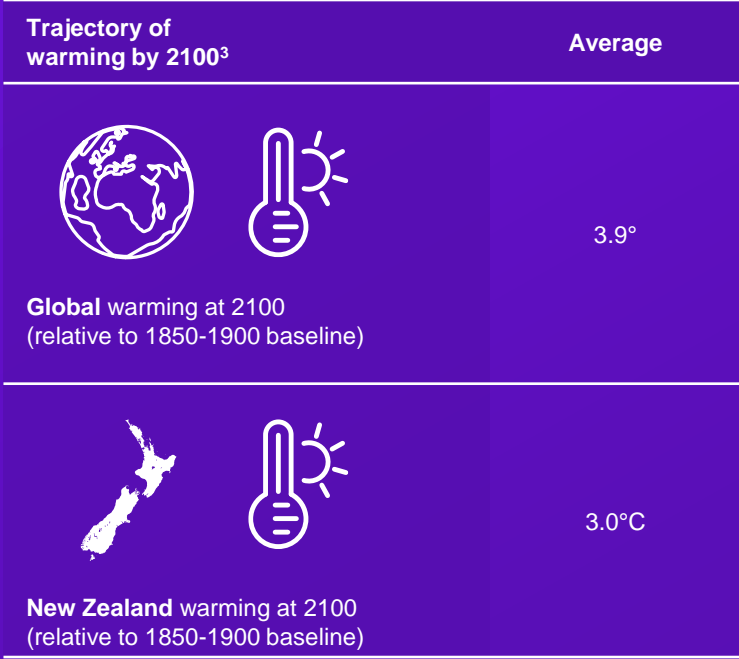 Trajectory of
warming by 2100³
Average
3.9°
Global warming at 2100
(relative to 1850-1900 baseline)
3.0°C
New Zealand warming at 2100
(relative to 1850-1900 baseline)